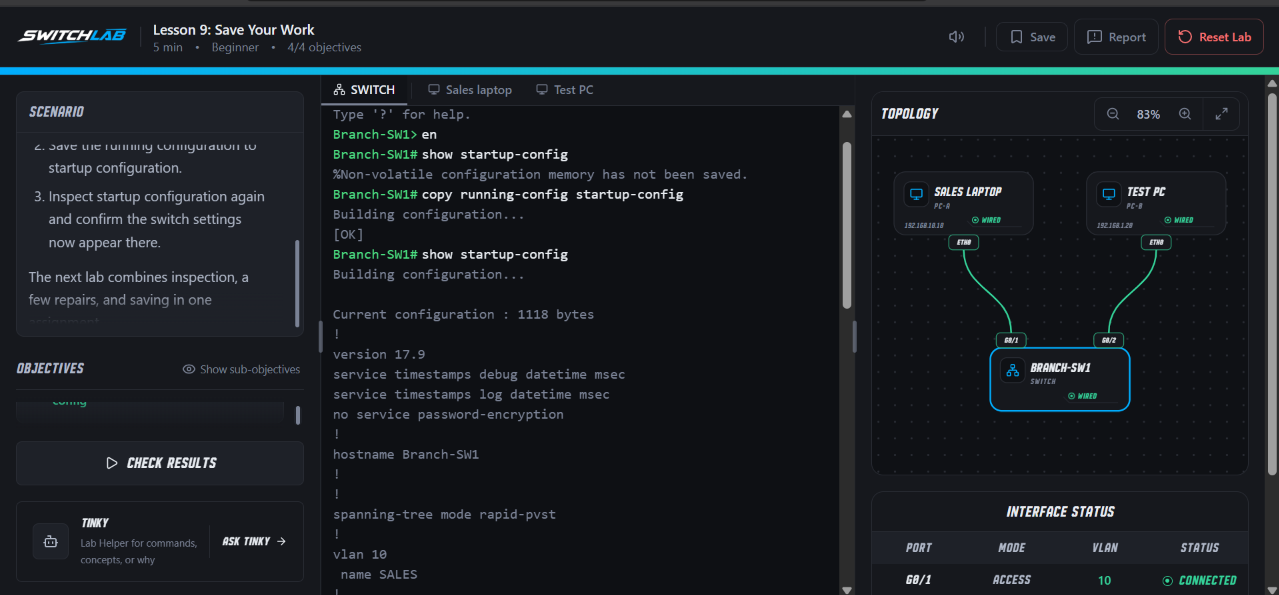 SWITCHLAB
Lesson 9: Save Your Work
5 min • Beginner • 4/4 objectives
Save
Report
Reset Lab
SCENARIO
2. Save the running configuration to
startup configuration.
3. Inspect startup configuration again
and confirm the switch settings
now appear there.
The next lab combines inspection, a
few repairs, and saving in one
assignment.
OBJECTIVES
Show sub-objectives
config
CHECK RESULTS
TINKY
Lab Helper for commands,
concepts, or why
ASK TINKY →
SWITCH
Sales laptop
Test PC
Type '?' for help.
Branch-SW1> en
Branch-SW1# show startup-config
%Non-volatile configuration memory has not been saved.
Branch-SW1# copy running-config startup-config
Building configuration...
[OK]
Branch-SW1# show startup-config
Building configuration...
Current configuration : 1118 bytes
!
version 17.9
service timestamps debug datetime msec
service timestamps log datetime msec
no service password-encryption
!
hostname Branch-SW1
!
!
spanning-tree mode rapid-pvst
!
vlan 10
name SALES
!
TOPOLOGY
83%
SALES LAPTOP
PC-A
WIRED
192.168.10.10
ETH0
TEST PC
PC-B
WIRED
192.168.1.20
ETH0
G0/1
G0/2
BRANCH-SW1
SWITCH
WIRED
INTERFACE STATUS
PORT MODE VLAN STATUS
G0/1 ACCESS 10 CONNECTED